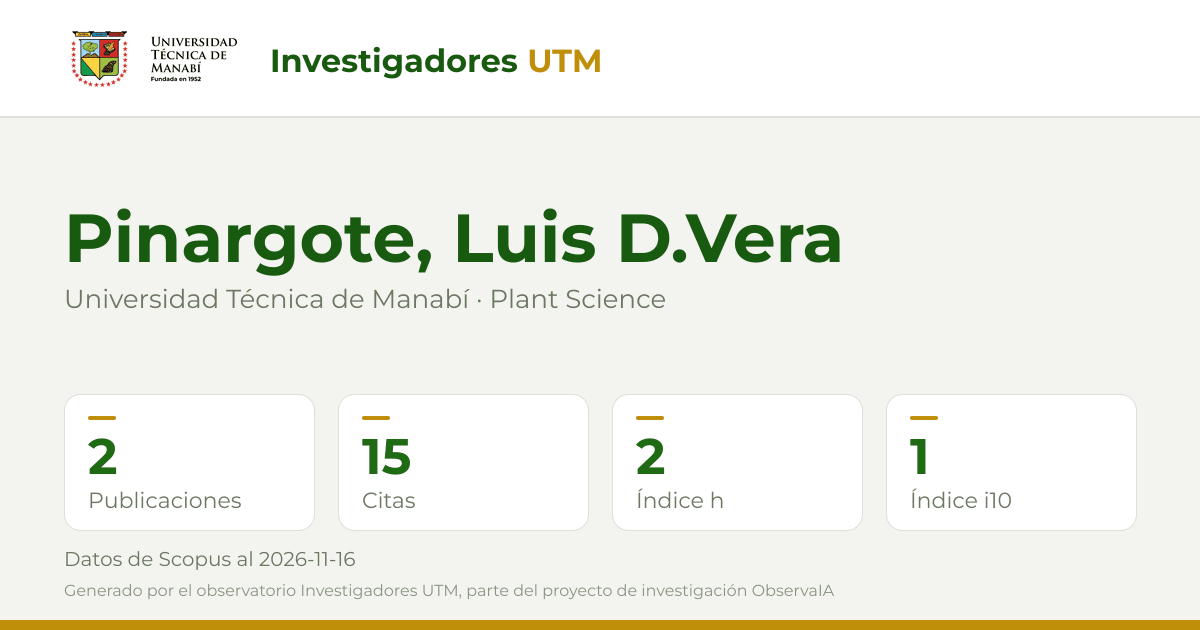 UNIVERSIDAD
TÉCNICA DE
MANABÍ
Fundada en 1952
Investigadores UTM
Pinargote, Luis D.Vera
Universidad Técnica de Manabí · Plant Science
2
Publicaciones
15
Citas
2
Índice h
1
Índice i10
Datos de Scopus al 2026-11-16
Generado por el observatorio Investigadores UTM, parte del proyecto de investigación ObservaIA